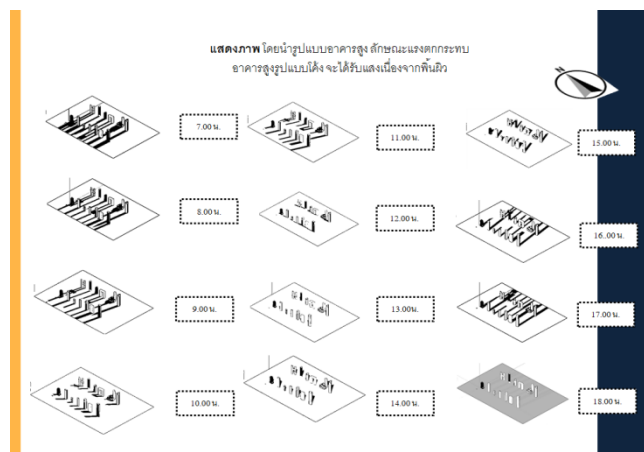 แสดงภาพ โดยนำรูปแบบอาคารสูง ลักษณะแรงตกกระทบ
อาคารสูงรูปแบบโค้ง จะได้รับแสงเนื่องจากพื้นผิว
N
7.00 น.
11.00 น.
15.00 น.
8.00 น.
12.00 น.
16..00 น.
9.00 น.
13.00 น.
17.00 น.
10.00 น.
14.00 น.
18.00 น.